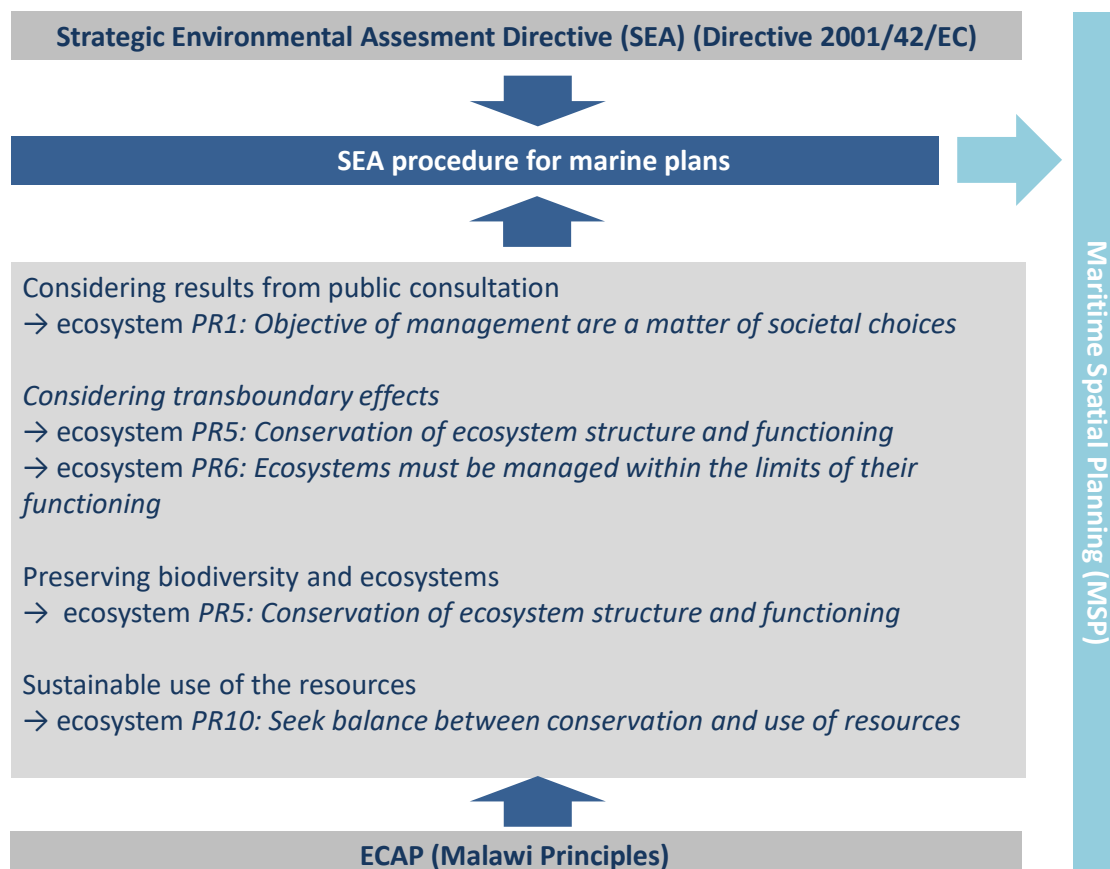 Strategic Environmental Assesment Directive (SEA) (Directive 2001/42/EC)
SEA procedure for marine plans
Considering results from public consultation
→ ecosystem PR1: Objective of management are a matter of societal choices
Considering transboundary effects
→ ecosystem PR5: Conservation of ecosystem structure and functioning
→ ecosystem PR6: Ecosystems must be managed within the limits of their
functioning
Preserving biodiversity and ecosystems
→ ecosystem PR5: Conservation of ecosystem structure and functioning
Sustainable use of the resources
→ ecosystem PR10: Seek balance between conservation and use of resources
ECAP (Malawi Principles)
Maritime Spatial Planning (MSP)